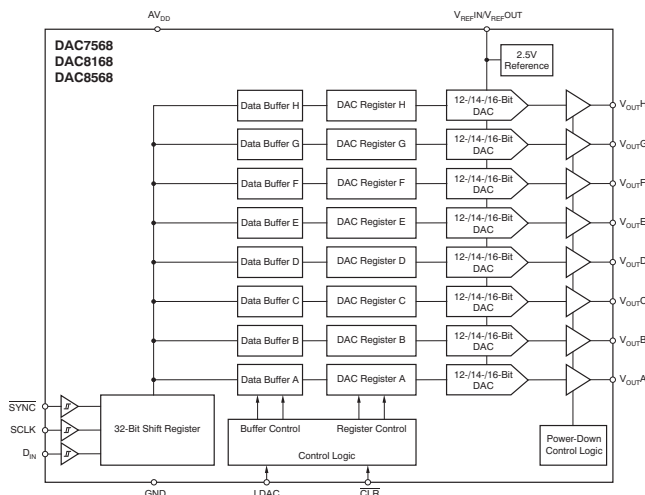 AVDD
VREFIN/VREFOUT
DAC7568
DAC8168
DAC8568
2.5V
Reference
Data Buffer H
DAC Register H
12-/14-/16-Bit
DAC
VOUTH
Data Buffer G
DAC Register G
12-/14-/16-Bit
DAC
VOUTG
Data Buffer F
DAC Register F
12-/14-/16-Bit
DAC
VOUTF
Data Buffer E
DAC Register E
12-/14-/16-Bit
DAC
VOUTE
Data Buffer D
DAC Register D
12-/14-/16-Bit
DAC
VOUTD
Data Buffer C
DAC Register C
12-/14-/16-Bit
DAC
VOUTC
Data Buffer B
DAC Register B
12-/14-/16-Bit
DAC
VOUTB
Data Buffer A
DAC Register A
12-/14-/16-Bit
DAC
VOUTA
SYNC
SCLK
DIN
32-Bit Shift Register
Buffer Control
Register Control
Control Logic
Power-Down
Control Logic
GND
LDAC
CLR